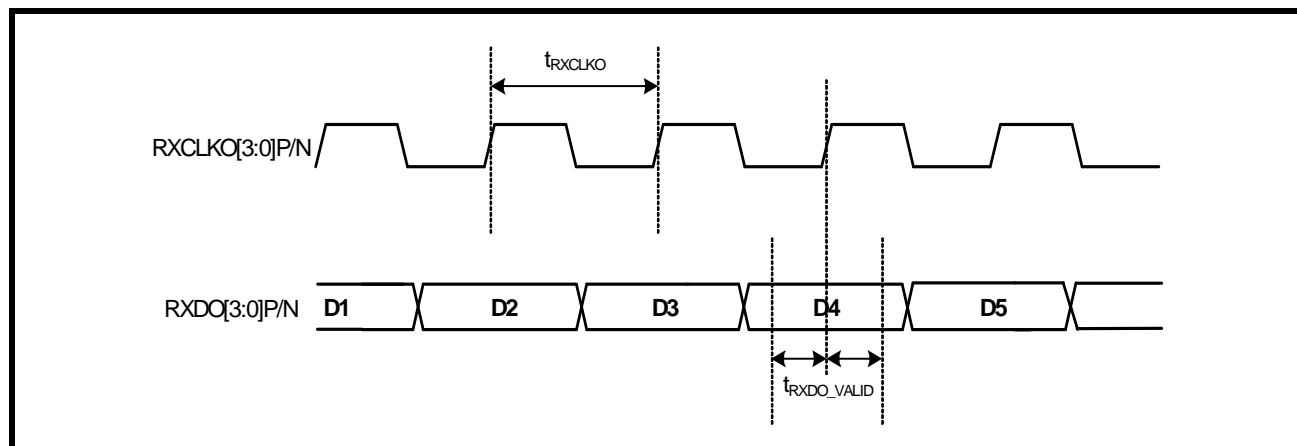 tRXCLKO
RXCLKO[3:0]P/N
RXDO[3:0]P/N D1 D2 D3 D4 D5
tRXDO_VALID